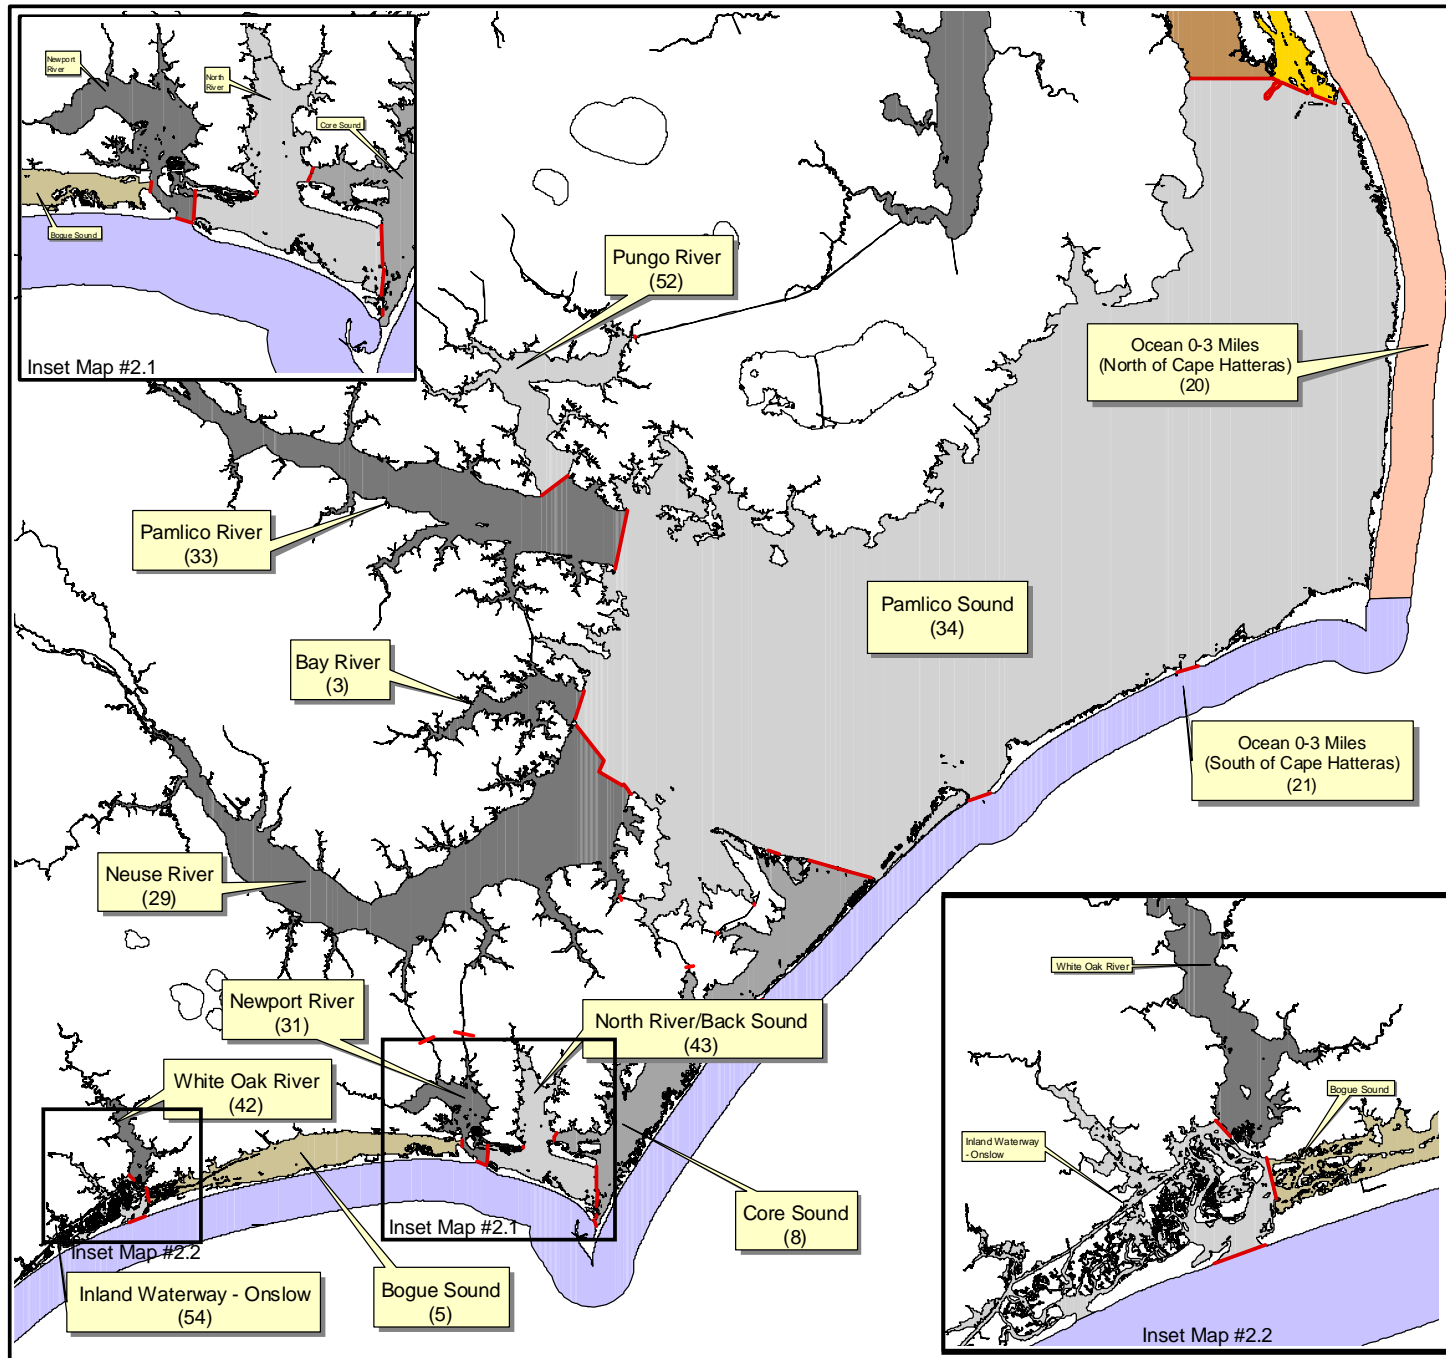 Newport
River
North
River
Core Sound
Bogue Sound
Inset Map #2.1
Pungo River
(52)
Ocean 0-3 Miles
(North of Cape Hatteras)
(20)
Pamlico River
(33)
Pamlico Sound
(34)
Bay River
(3)
Ocean 0-3 Miles
(South of Cape Hatteras)
(21)
Neuse River
(29)
Newport River
(31)
North River/Back Sound
(43)
White Oak River
(42)
Core Sound
(8)
Inset Map #2.1
Inset Map #2.2
Inland Waterway - Onslow
(54)
Bogue Sound
(5)
White Oak River
Bogue Sound
Inland Waterway
- Onslow
Inset Map #2.2